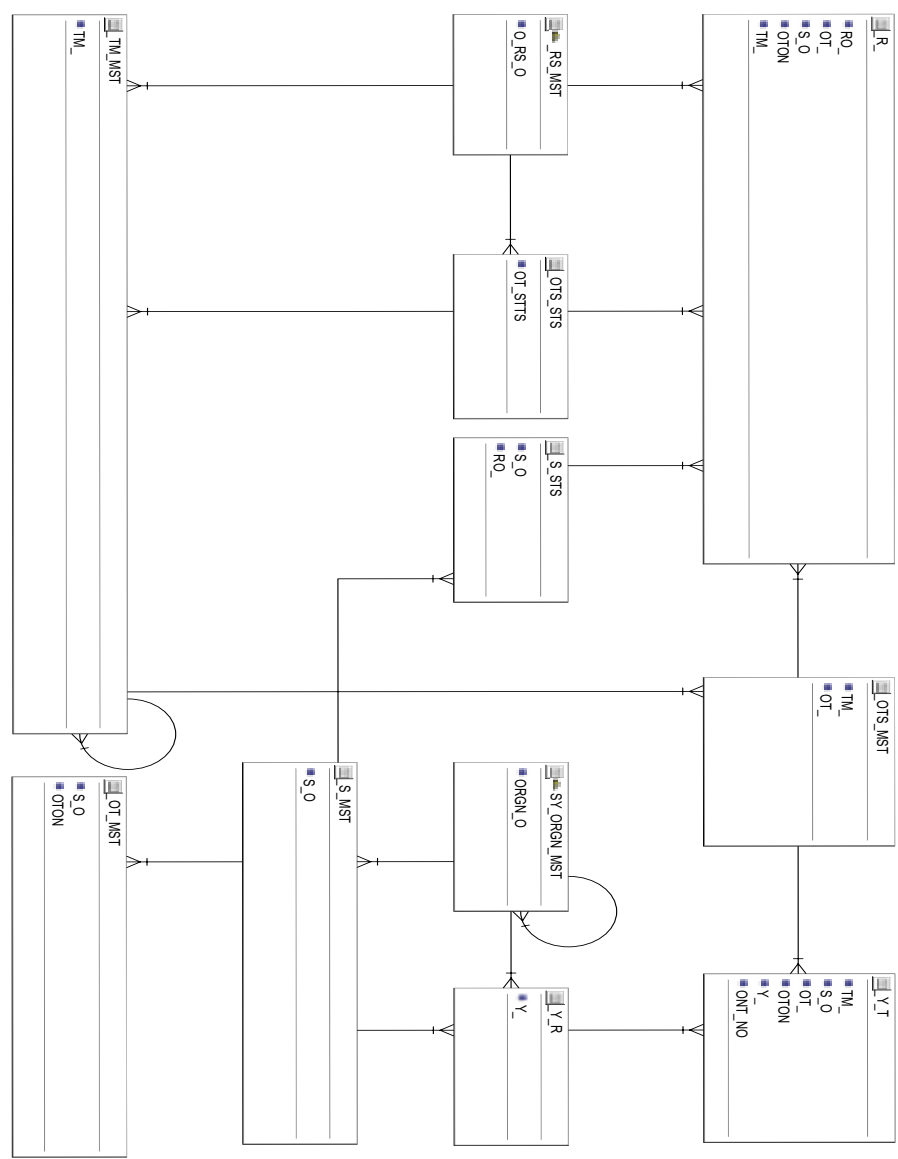 _R_
RO_
OT_
S_O
OTON
TM_
_OTS_MST
TM_
OT_
_Y_T
TM_
S_O
OT_
OTON
Y_
ONT_NO
_RS_MST
O_RS_O
_OTS_STS
OT_STTS
_S_STS
S_O
RO_
SY_ORGN_MST
ORGN_O
_Y_R
Y_
_S_MST
S_O
_TM_MST
TM_
_OT_MST
S_O
OTON